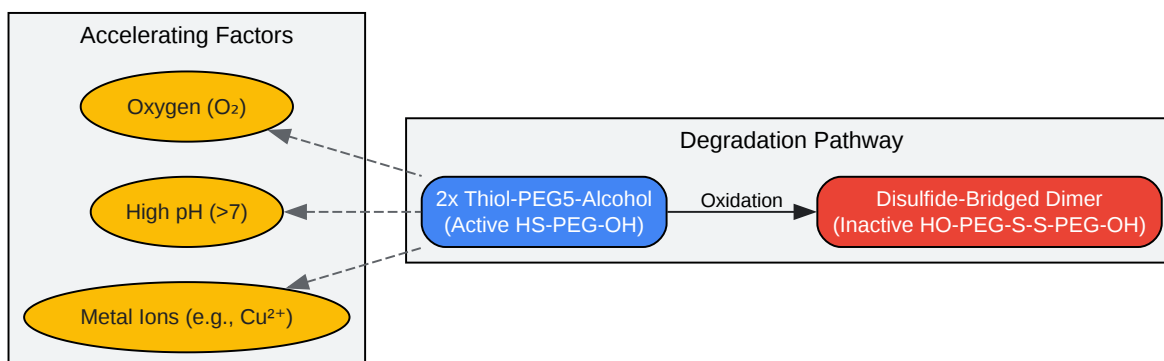 Accelerating Factors
Oxygen (O₂)
High pH (>7)
Metal Ions (e.g., Cu²⁺)
Degradation Pathway
2x Thiol-PEG5-Alcohol
(Active HS-PEG-OH)
Oxidation
Disulfide-Bridged Dimer
(Inactive HO-PEG-S-S-PEG-OH)